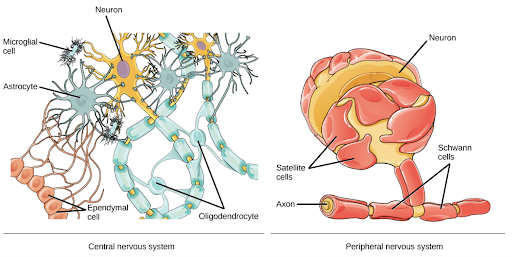 Neuron
Microglial
cell
Astrocyte
Ependymal
cell
Oligodendrocyte
Central nervous system
Neuron
Satellite
cells
Schwann
cells
Axon
Peripheral nervous system